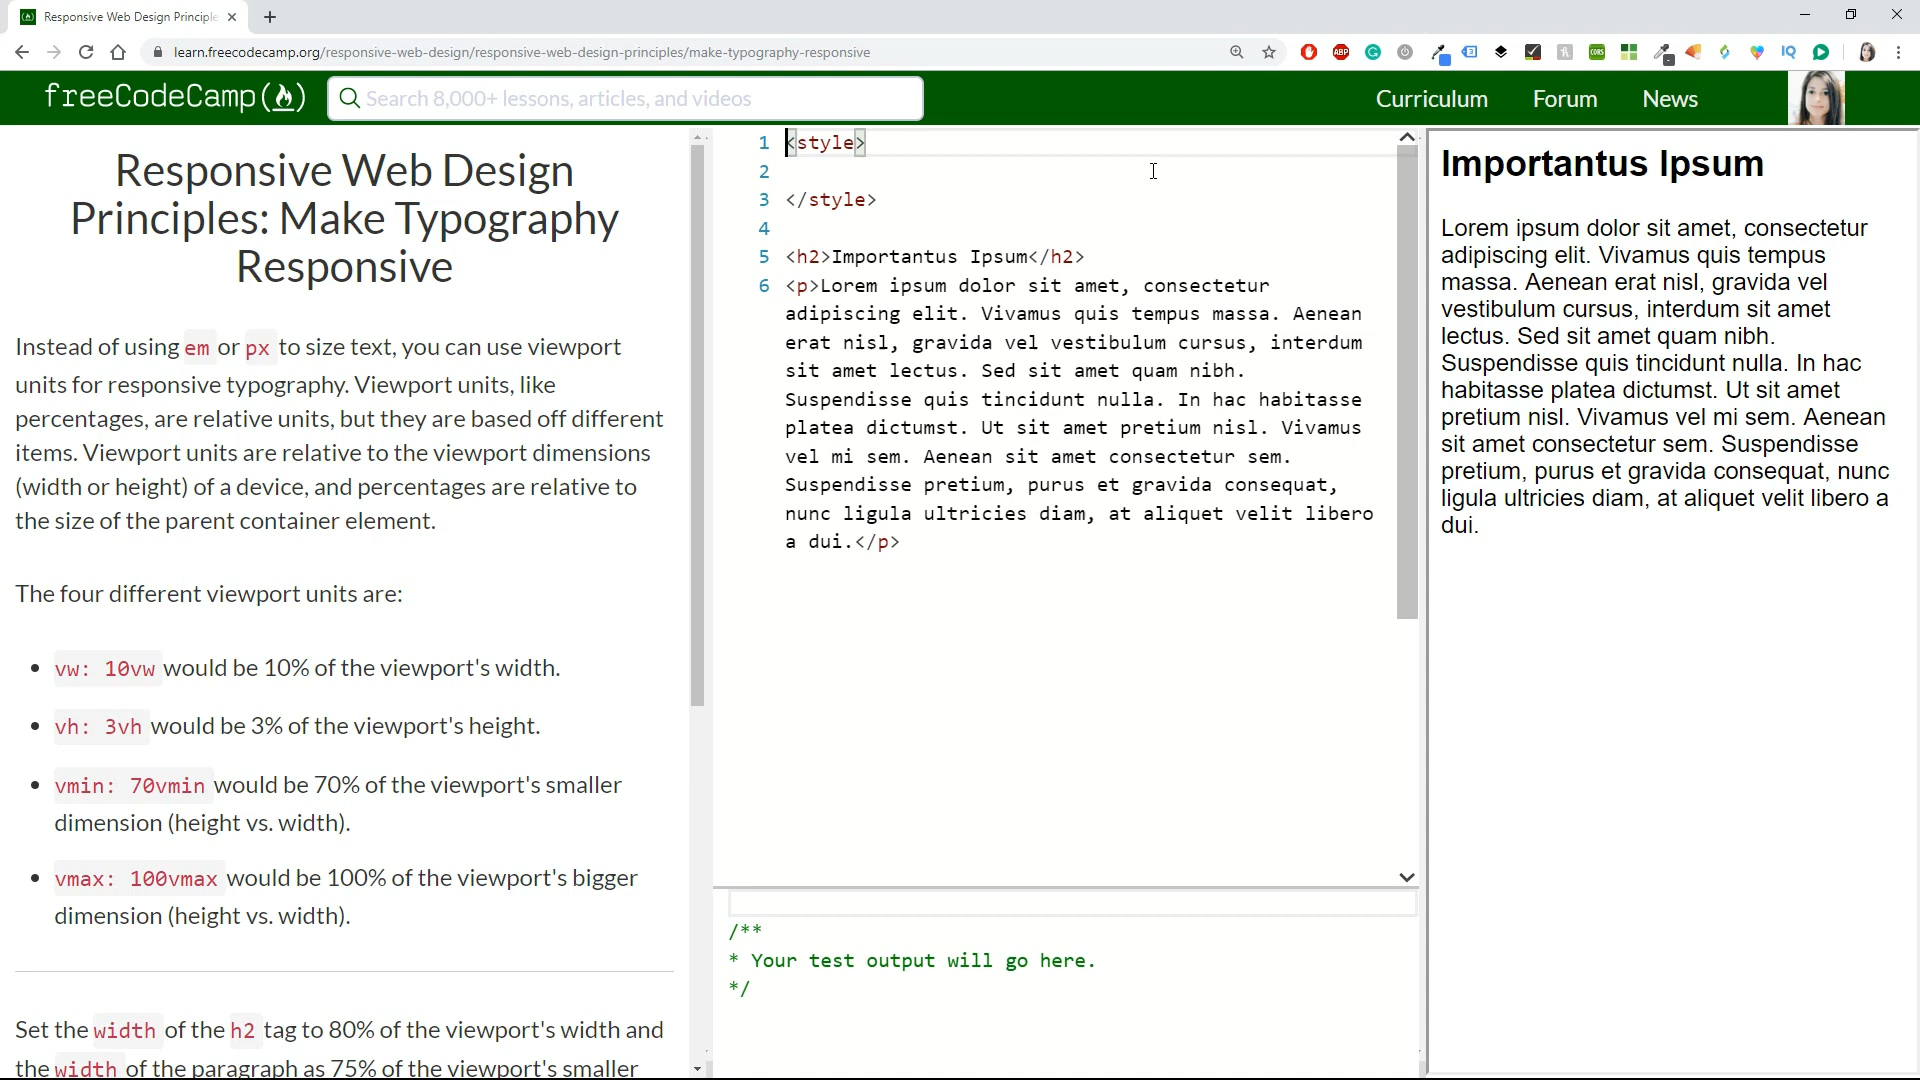 Responsive Web Design Principle
learn.freecodecamp.org/responsive-web-design/responsive-web-design-principles/make-typography-responsive
freeCodeCamp
Search 8,000+ lessons, articles, and videos
Curriculum
Forum
News
Responsive Web Design
Principles: Make Typography
Responsive
Instead of using em or px to size text, you can use viewport
units for responsive typography. Viewport units, like
percentages, are relative units, but they are based off different
items. Viewport units are relative to the viewport dimensions
(width or height) of a device, and percentages are relative to
the size of the parent container element.
The four different viewport units are:
• vw: 10vw would be 10% of the viewport's width.
• vh: 3vh would be 3% of the viewport's height.
• vmin: 70vmin would be 70% of the viewport's smaller
dimension (height vs. width).
• vmax: 100vmax would be 100% of the viewport's bigger
dimension (height vs. width).
Set the width of the h2 tag to 80% of the viewport's width and
the width of the paragraph as 75% of the viewport's smaller
1 <style>
2
3 </style>
4
5 <h2>Importantus Ipsum</h2>
6 <p>Lorem ipsum dolor sit amet, consectetur
adipiscing elit. Vivamus quis tempus massa. Aenean
erat nisl, gravida vel vestibulum cursus, interdum
sit amet lectus. Sed sit amet quam nibh.
Suspendisse quis tincidunt nulla. In hac habitasse
platea dictumst. Ut sit amet pretium nisl. Vivamus
vel mi sem. Aenean sit amet consectetur sem.
Suspendisse pretium, purus et gravida consequat,
nunc ligula ultricies diam, at aliquet velit libero
a dui.</p>
/**
* Your test output will go here.
*/
Importantus Ipsum
Lorem ipsum dolor sit amet, consectetur
adipiscing elit. Vivamus quis tempus
massa. Aenean erat nisl, gravida vel
vestibulum cursus, interdum sit amet
lectus. Sed sit amet quam nibh.
Suspendisse quis tincidunt nulla. In hac
habitasse platea dictumst. Ut sit amet
pretium nisl. Vivamus vel mi sem. Aenean
sit amet consectetur sem. Suspendisse
pretium, purus et gravida consequat, nunc
ligula ultricies diam, at aliquet velit libero a
dui.